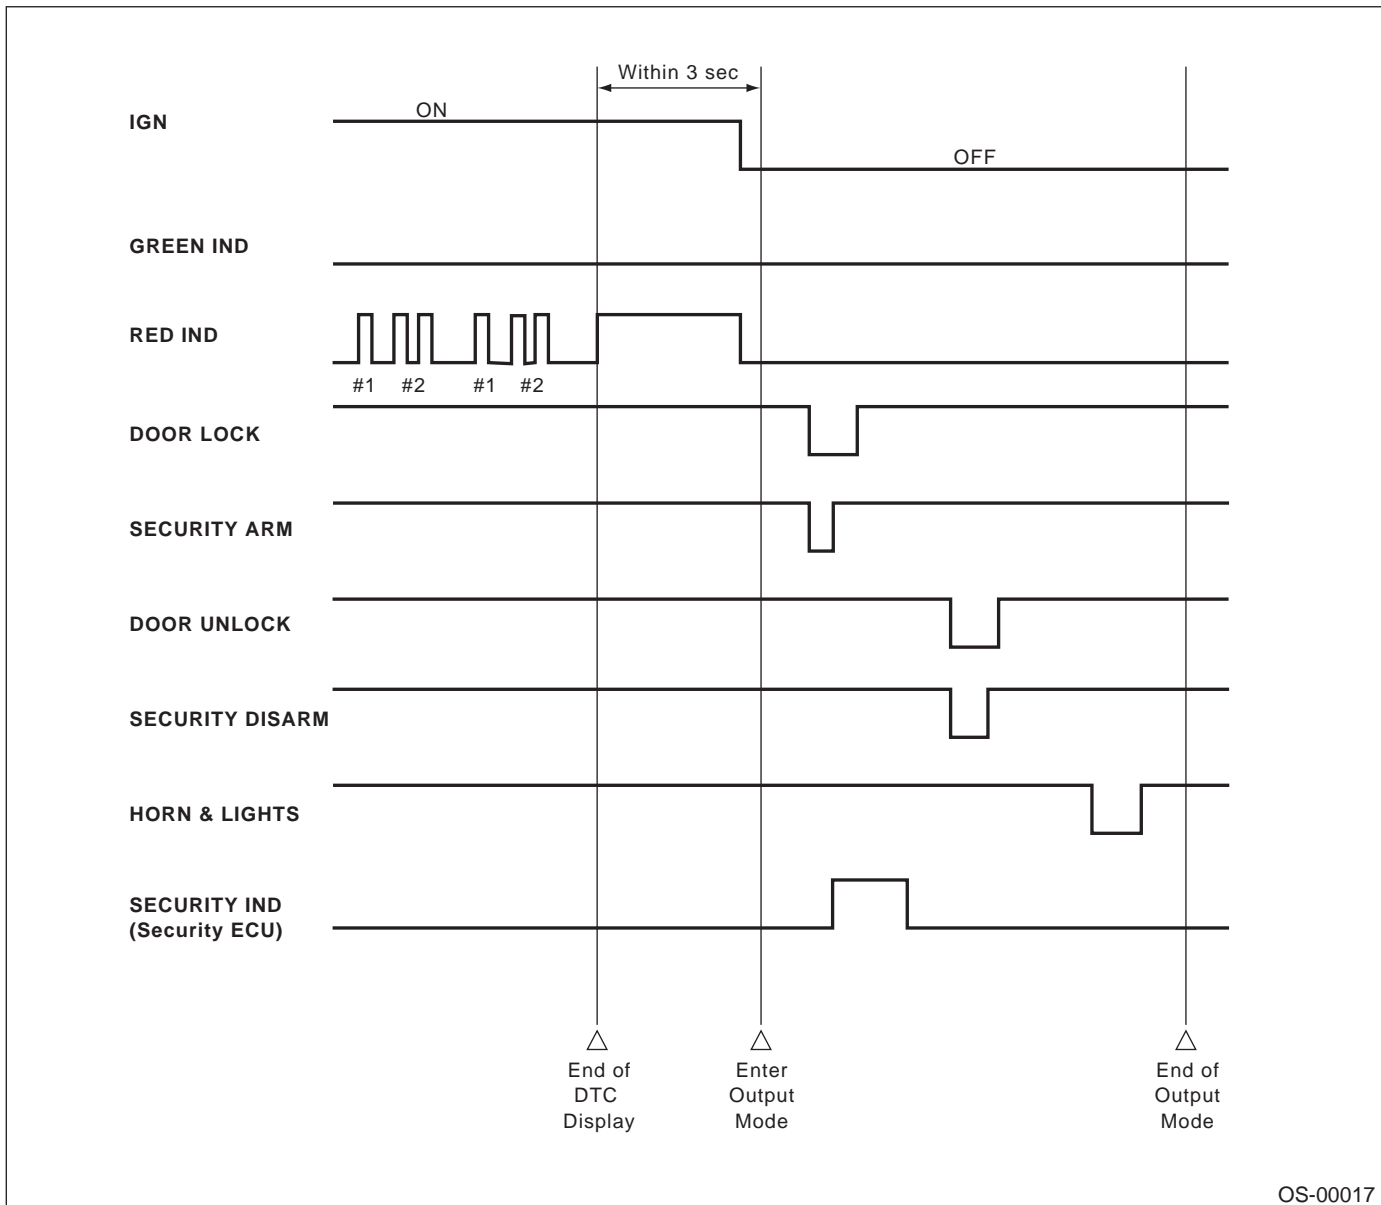 Within 3 sec
IGN
ON
OFF
GREEN IND
RED IND
#1 #2 #1 #2
DOOR LOCK
SECURITY ARM
DOOR UNLOCK
SECURITY DISARM
HORN & LIGHTS
SECURITY IND
(Security ECU)
End of
DTC
Display
Enter
Output
Mode
End of
Output
Mode
OS-00017